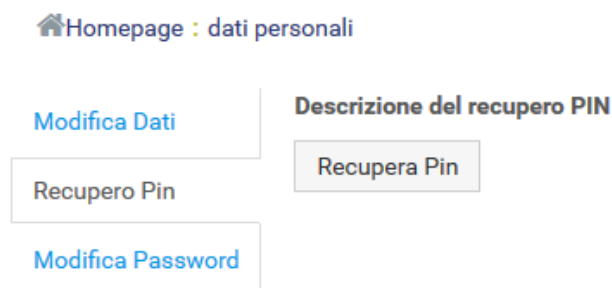 Homepage : dati personali
Modifica Dati
Recupero Pin
Modifica Password
Descrizione del recupero PIN
Recupera Pin